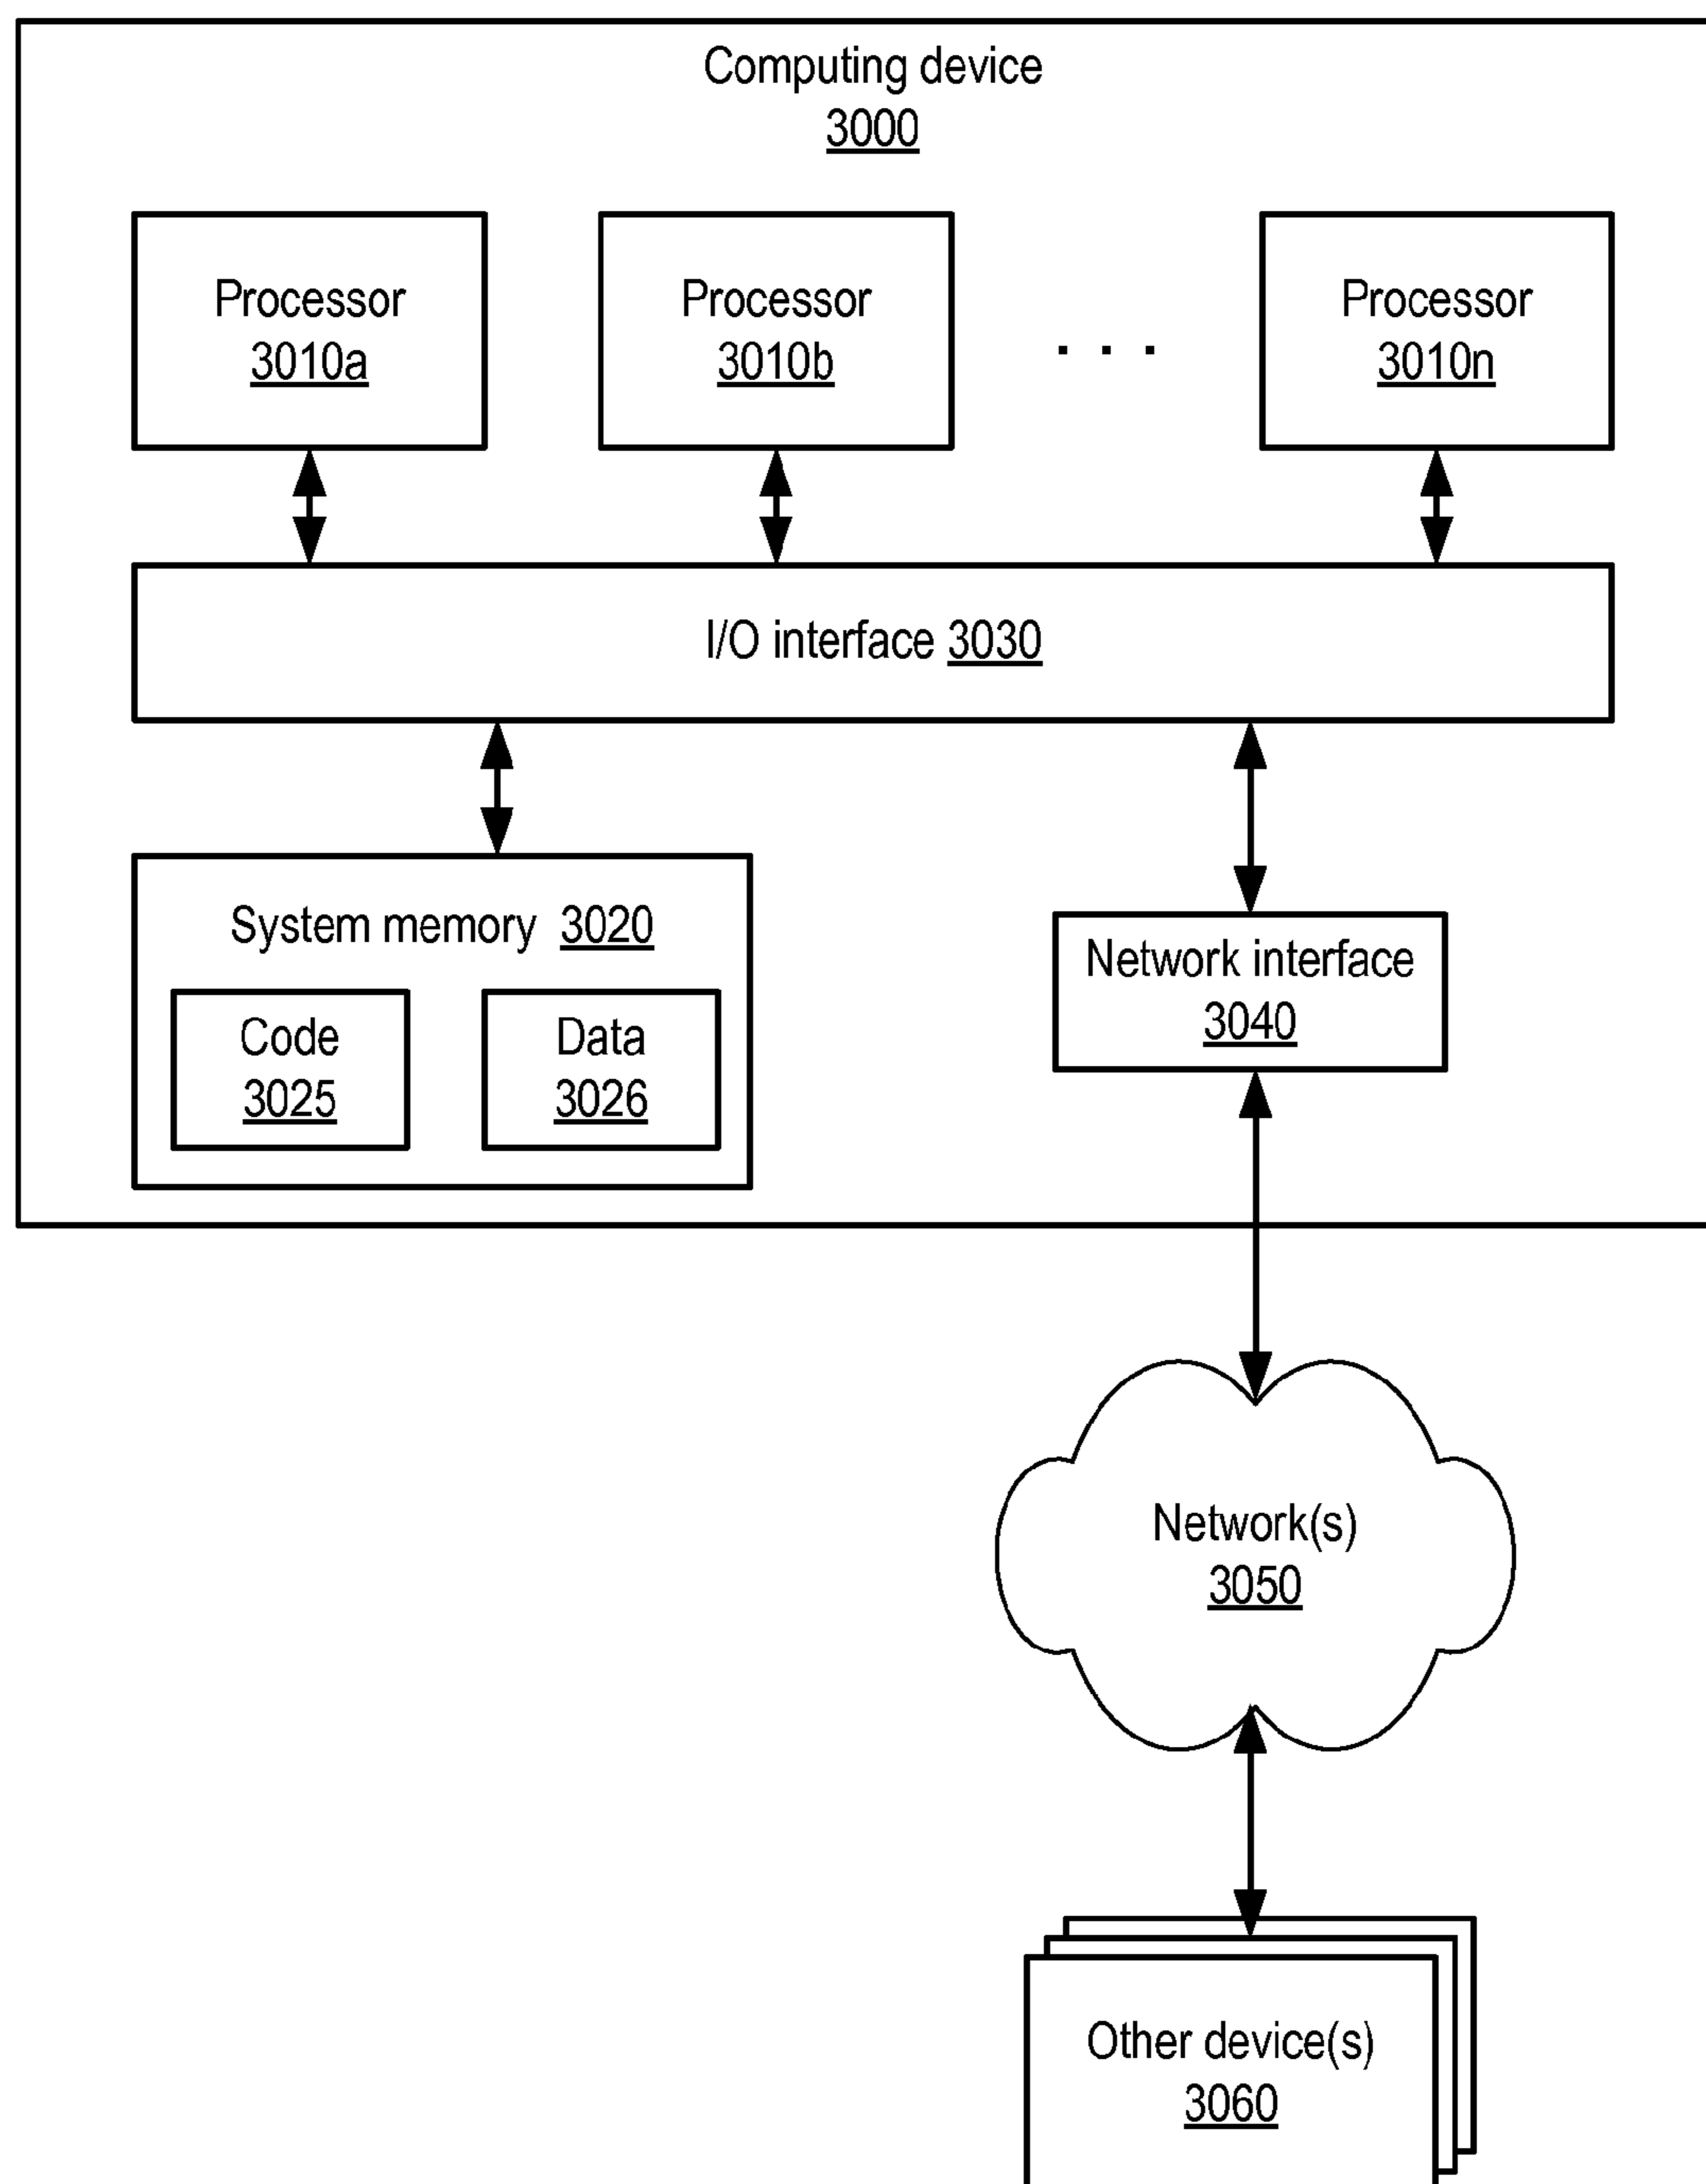 Computing device
3000
Processor
3010a
Processor
3010b
. . .
Processor
3010n
I/O interface 3030
System memory 3020
Code
3025
Data
3026
Network interface
3040
Network(s)
3050
Other device(s)
3060